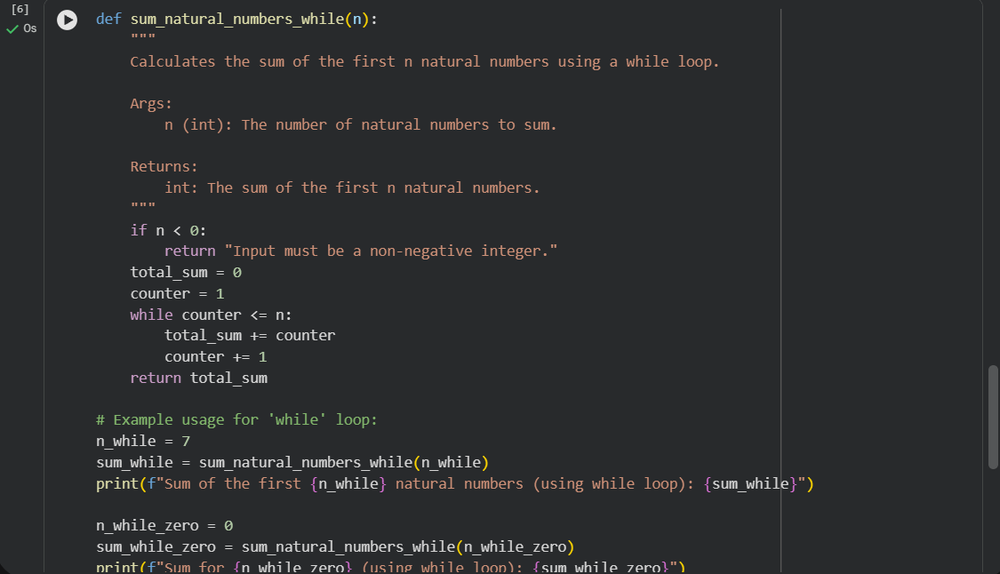 [6]
0s
def sum_natural_numbers_while(n):
    """
    Calculates the sum of the first n natural numbers using a while loop.

    Args:
        n (int): The number of natural numbers to sum.

    Returns:
        int: The sum of the first n natural numbers.
    """
    if n < 0:
        return "Input must be a non-negative integer."
    total_sum = 0
    counter = 1
    while counter <= n:
        total_sum += counter
        counter += 1
    return total_sum

# Example usage for 'while' loop:
n_while = 7
sum_while = sum_natural_numbers_while(n_while)
print(f"Sum of the first {n_while} natural numbers (using while loop): {sum_while}")

n_while_zero = 0
sum_while_zero = sum_natural_numbers_while(n_while_zero)
print(f"Sum for {n_while_zero} (using while loop): {sum_while_zero}")